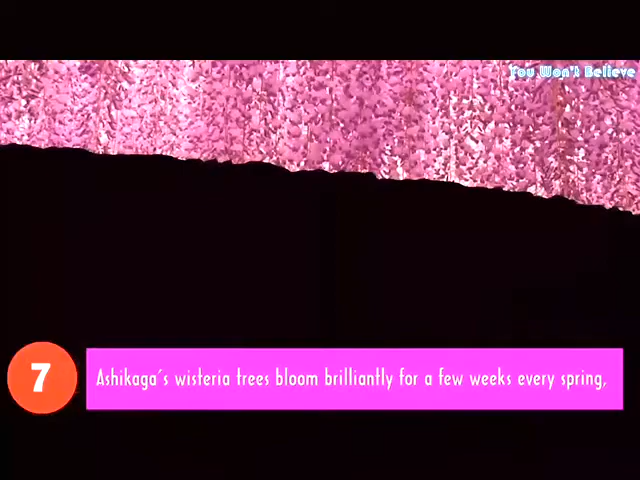 You Won't Believe
7
Ashikaga's wisteria trees bloom brilliantly for a few weeks every spring,